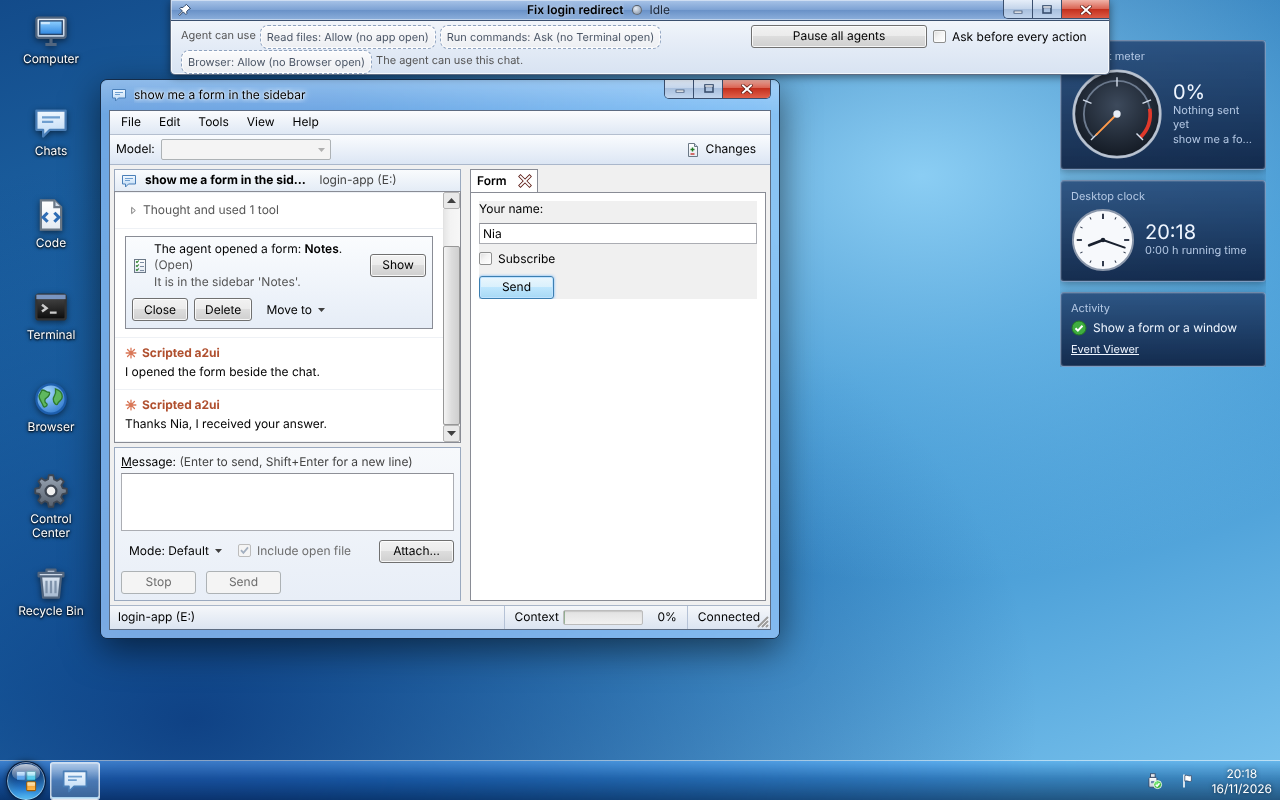 Fix login redirect
Idle
Agent can use
Read files: Allow (no app open)
Run commands: Ask (no Terminal open)
Browser: Allow (no Browser open)
The agent can use this chat.
Pause all agents
Ask before every action
Computer
Chats
Code
Terminal
Browser
Control
Center
Recycle Bin
show me a form in the sidebar
File
Edit
Tools
View
Help
Model:
Changes
show me a form in the sid...
login-app (E:)
Thought and used 1 tool
The agent opened a form: Notes.
(Open)
It is in the sidebar 'Notes'.
Show
Close
Delete
Move to
Scripted a2ui
I opened the form beside the chat.
Scripted a2ui
Thanks Nia, I received your answer.
Message: (Enter to send, Shift+Enter for a new line)
Mode: Default
Include open file
Attach...
Stop
Send
Form
Your name:
Nia
Subscribe
Send
login-app (E:)
Context
0%
Connected
meter
0%
Nothing sent
yet
show me a fo...
Desktop clock
20:18
0:00 h running time
Activity
Show a form or a window
Event Viewer
20:18
16/11/2026